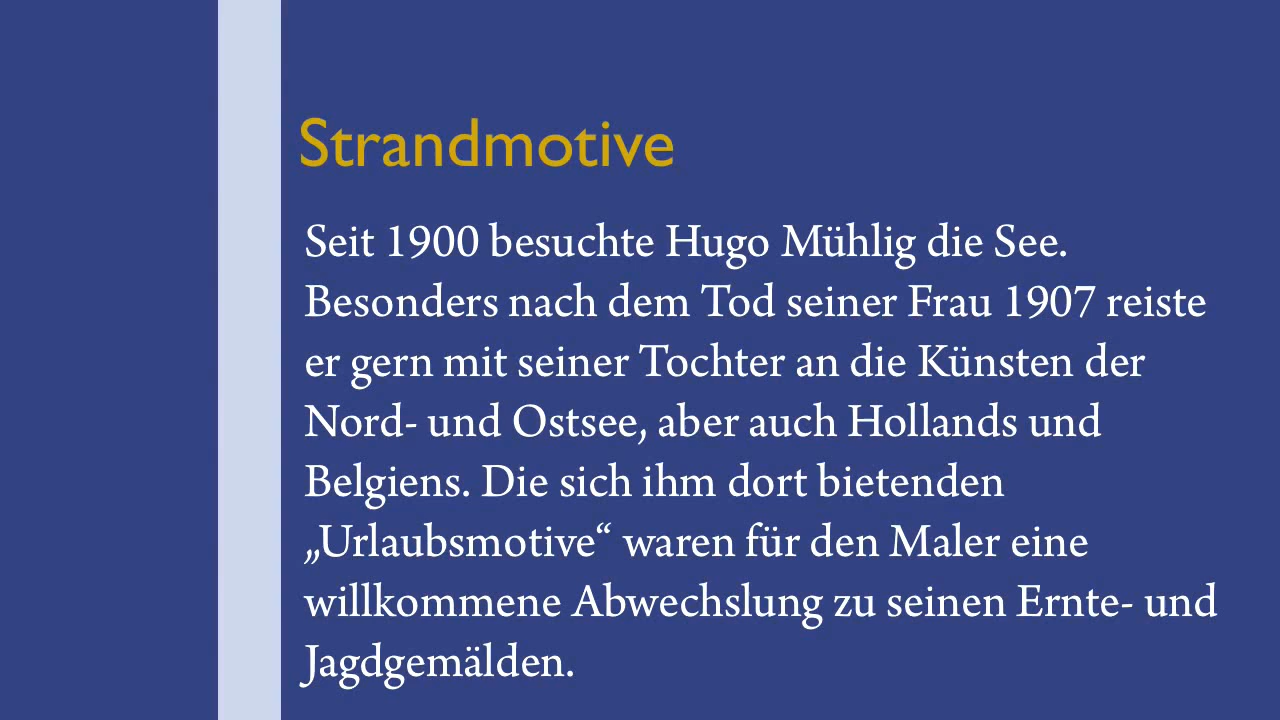 Strandmotive
Seit 1900 besuchte Hugo Mühlig die See.
Besonders nach dem Tod seiner Frau 1907 reiste
er gern mit seiner Tochter an die Künsten der
Nord- und Ostsee, aber auch Hollands und
Belgiens. Die sich ihm dort bietenden
„Urlaubsmotive“ waren für den Maler eine
willkommene Abwechslung zu seinen Ernte- und
Jagdgemälden.